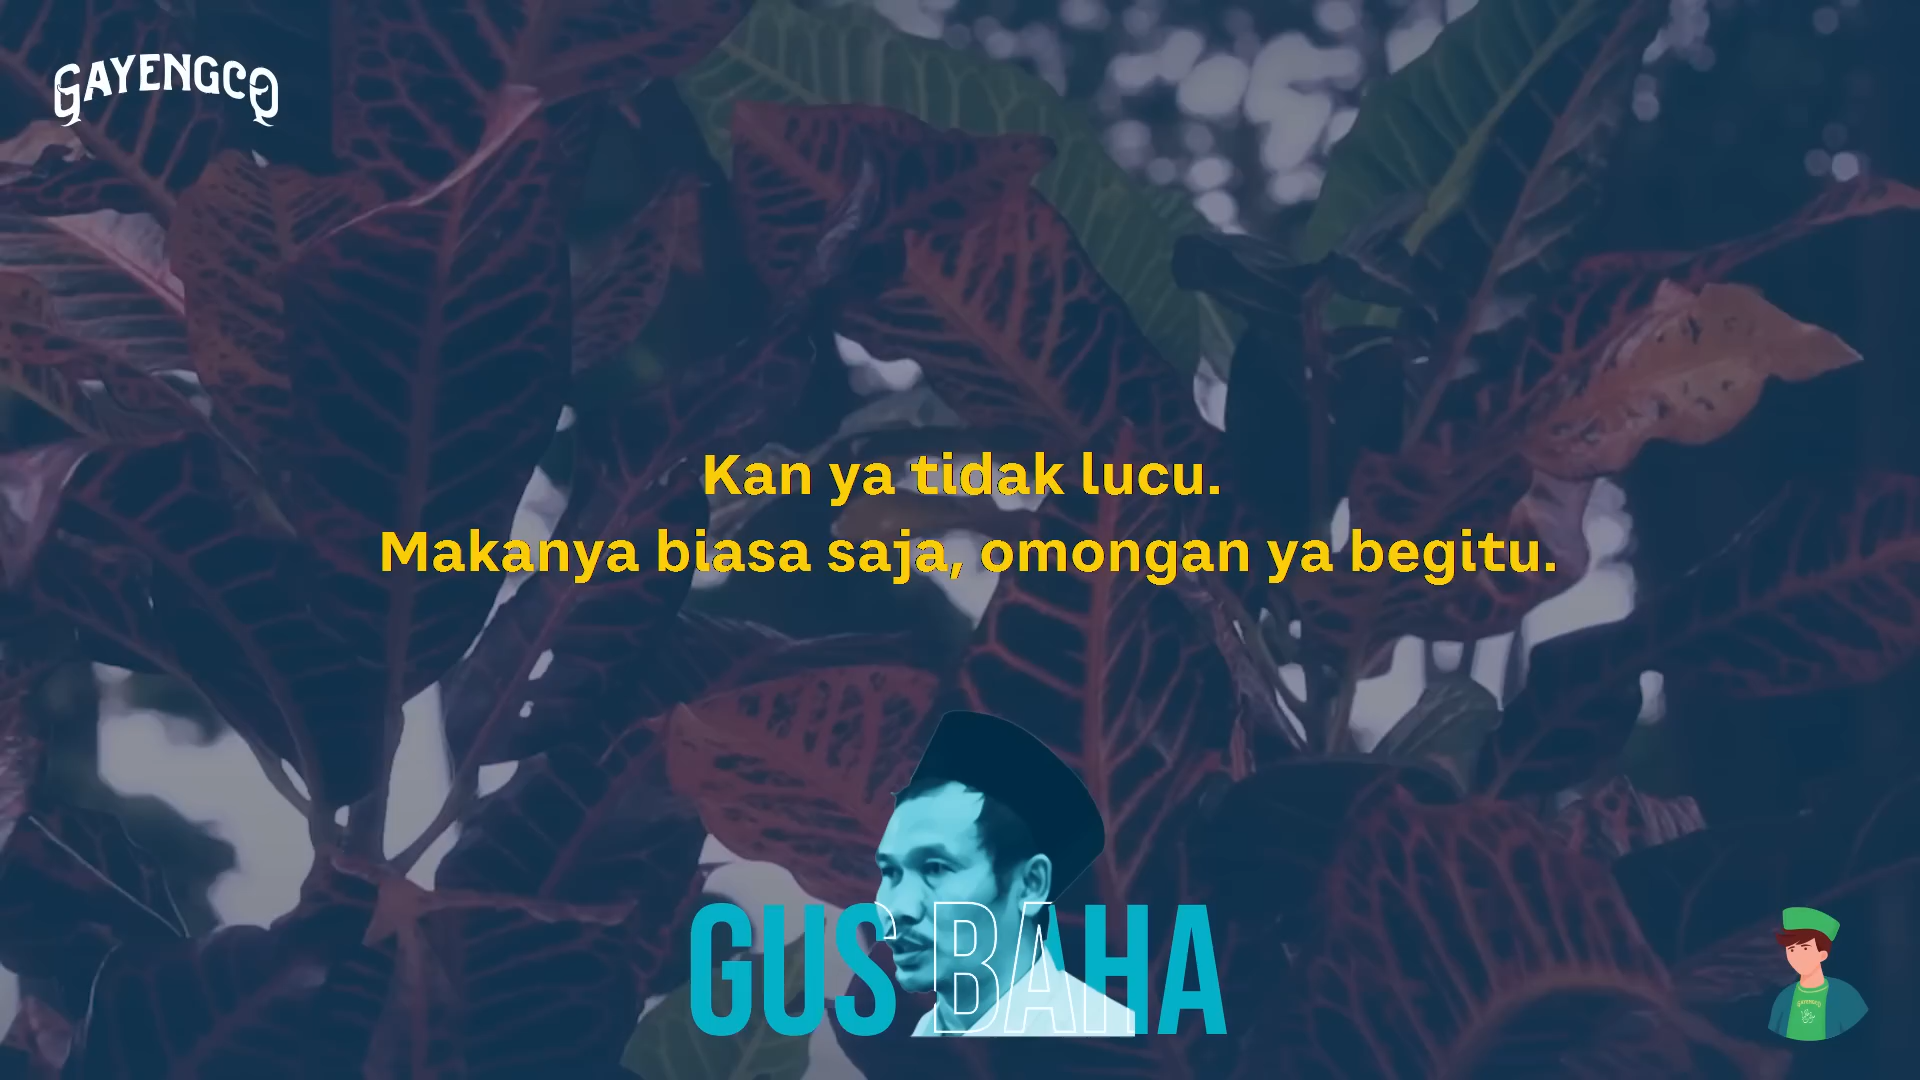 GAYENGCO
Kan ya tidak lucu.
Makanya biasa saja, omongan ya begitu.
GUS BAHA